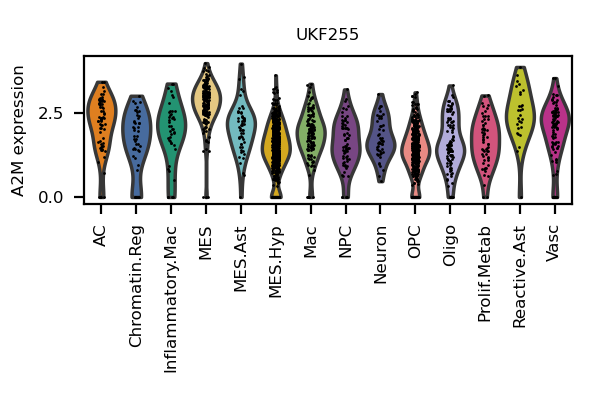 UKF255
A2M expression
2.5
0.0
AC
Chromatin.Reg
Inflammatory.Mac
MES
MES.Ast
MES.Hyp
Mac
NPC
Neuron
OPC
Oligo
Prolif.Metab
Reactive.Ast
Vasc